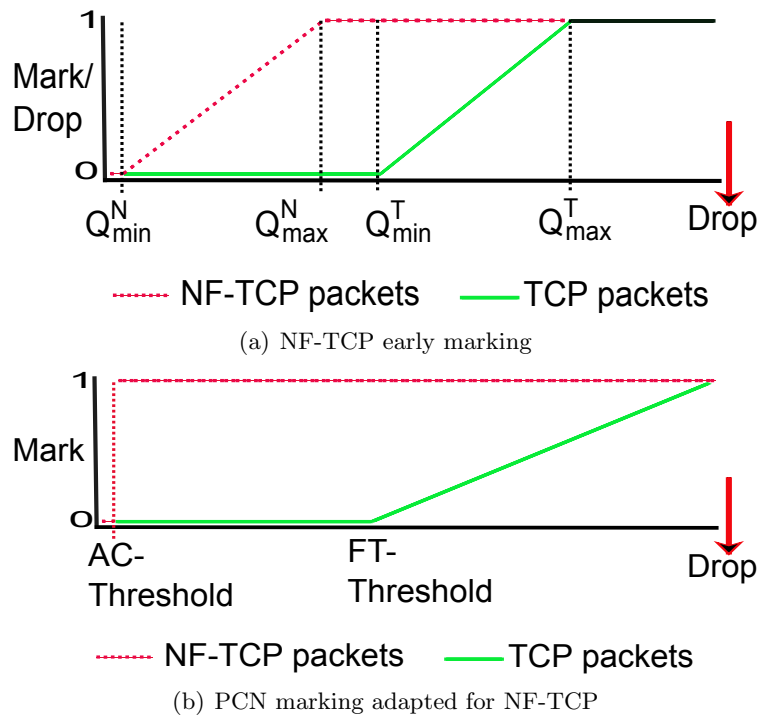 1
Mark/
Drop
0
Q^N_min
Q^N_max
Q^T_min
Q^T_max
Drop
NF-TCP packets
TCP packets
(a) NF-TCP early marking
1
Mark
0
AC-
Threshold
FT-
Threshold
Drop
NF-TCP packets
TCP packets
(b) PCN marking adapted for NF-TCP